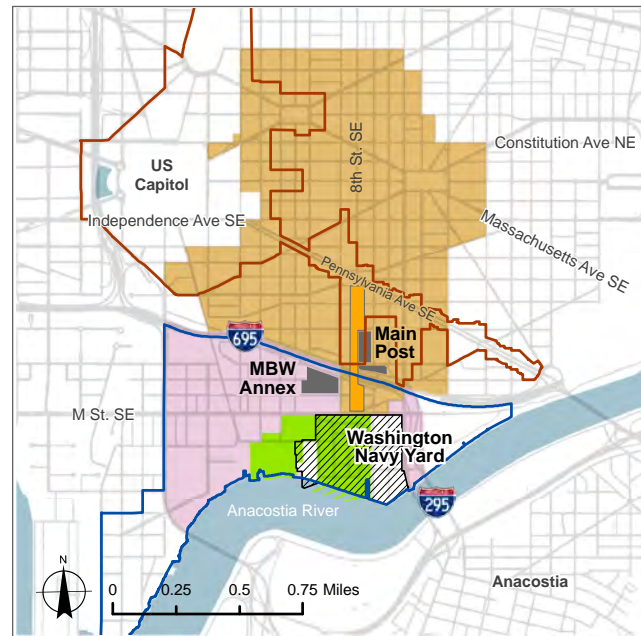 Constitution Ave NE
8th St. SE
US
Capitol
Independence Ave SE
Massachusetts Ave SE
Pennsylvania Ave SE
695
Main
Post
MBW
Annex
M St. SE
Washington
Navy Yard
295
Anacostia River
N
Anacostia
0 0.25 0.5 0.75 Miles